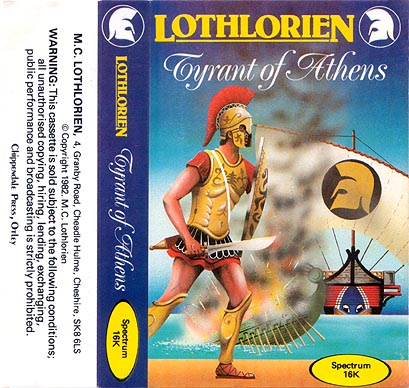 M.C. LOTHLORIEN, 4, Granby Road, Cheadle Hulme, Cheshire, SK8 6LS
© Copyright 1982, M.C. Lothlorien
WARNING: This cassette is sold subject to the following conditions;
all unauthorised copying, hiring, lending, exchanging,
public performance and broadcasting is strictly prohibited.
Chippendale Press, Otley
LOTHLORIEN
Tyrant of Athens
Spectrum
16K
LOTHLORIEN
Tyrant of Athens
Spectrum
16K